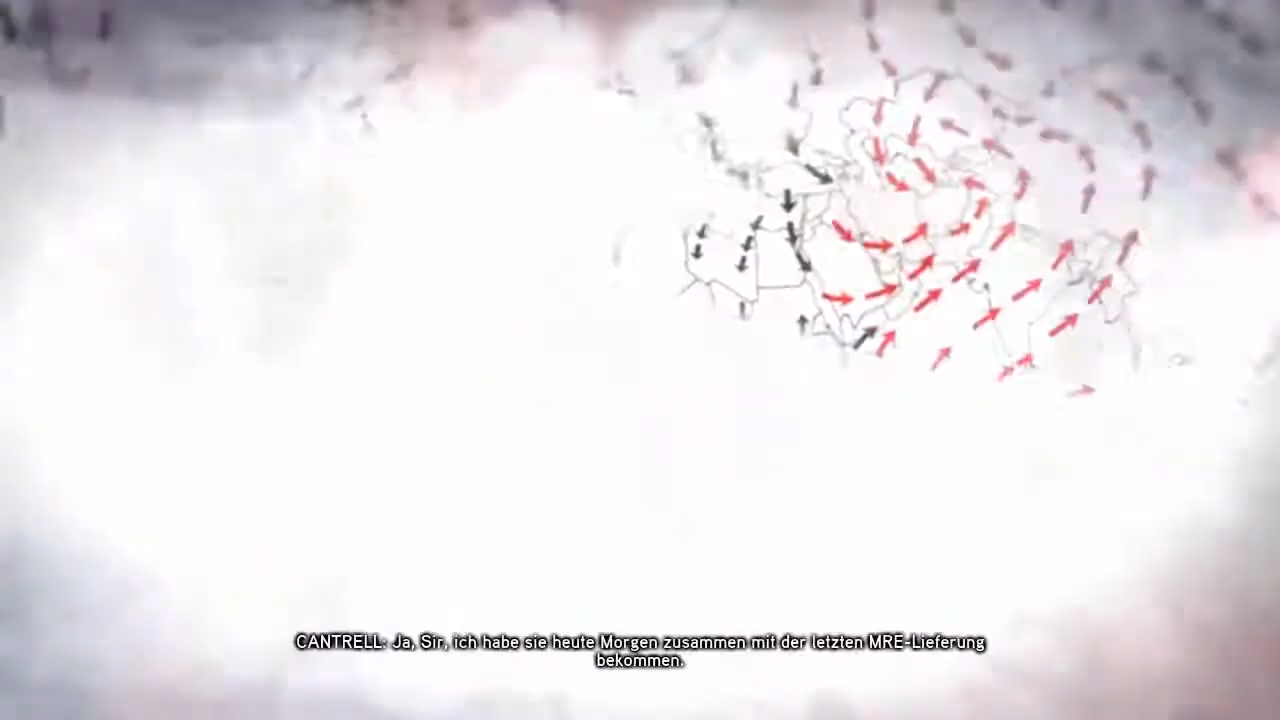 CANTRELL: Ja, Sir, ich habe sie heute Morgen zusammen mit der letzten MRE-Lieferung
bekommen.